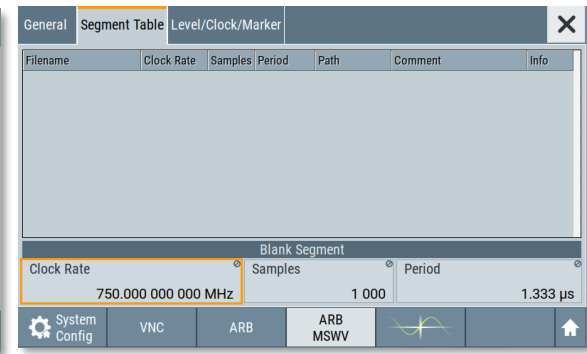 General Segment Table Level/Clock/Marker
Filename Clock Rate Samples Period Path Comment Info
Blank Segment
Clock Rate Samples Period
750.000 000 000 MHz 1 000 1.333 µs
System Config VNC ARB ARB MSWV